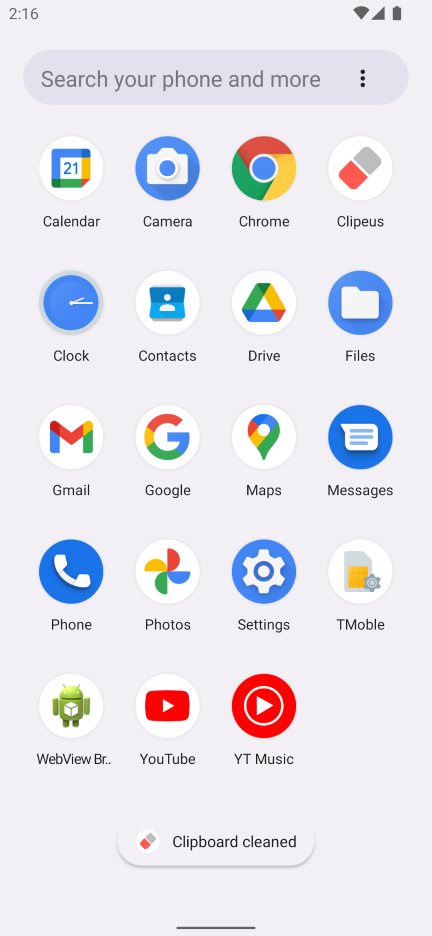 2:16
Search your phone and more
21
Calendar
Camera
Chrome
Clipeus
Clock
Contacts
Drive
Files
Gmail
Google
Maps
Messages
Phone
Photos
Settings
TMoble
WebView Br..
YouTube
YT Music
Clipboard cleaned